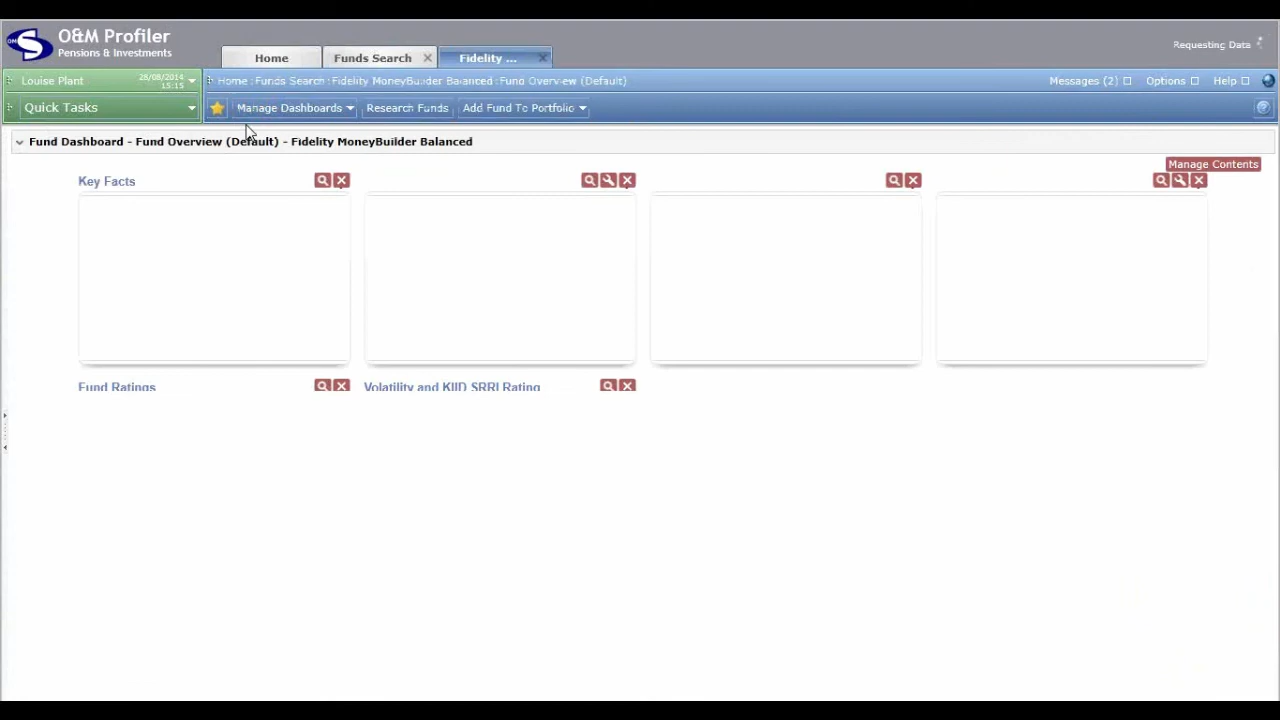 O&M Profiler
Pensions & Investments
Home
Funds Search
Fidelity ...
Requesting Data
Louise Plant
28/08/2014
15:15
Home : Funds Search : Fidelity MoneyBuilder Balanced : Fund Overview (Default)
Messages (2)
Options
Help
Quick Tasks
Manage Dashboards
Research Funds
Add Fund To Portfolio
Fund Dashboard - Fund Overview (Default) - Fidelity MoneyBuilder Balanced
Manage Contents
Key Facts
Fund Ratings
Volatility and KIID SRRI Rating